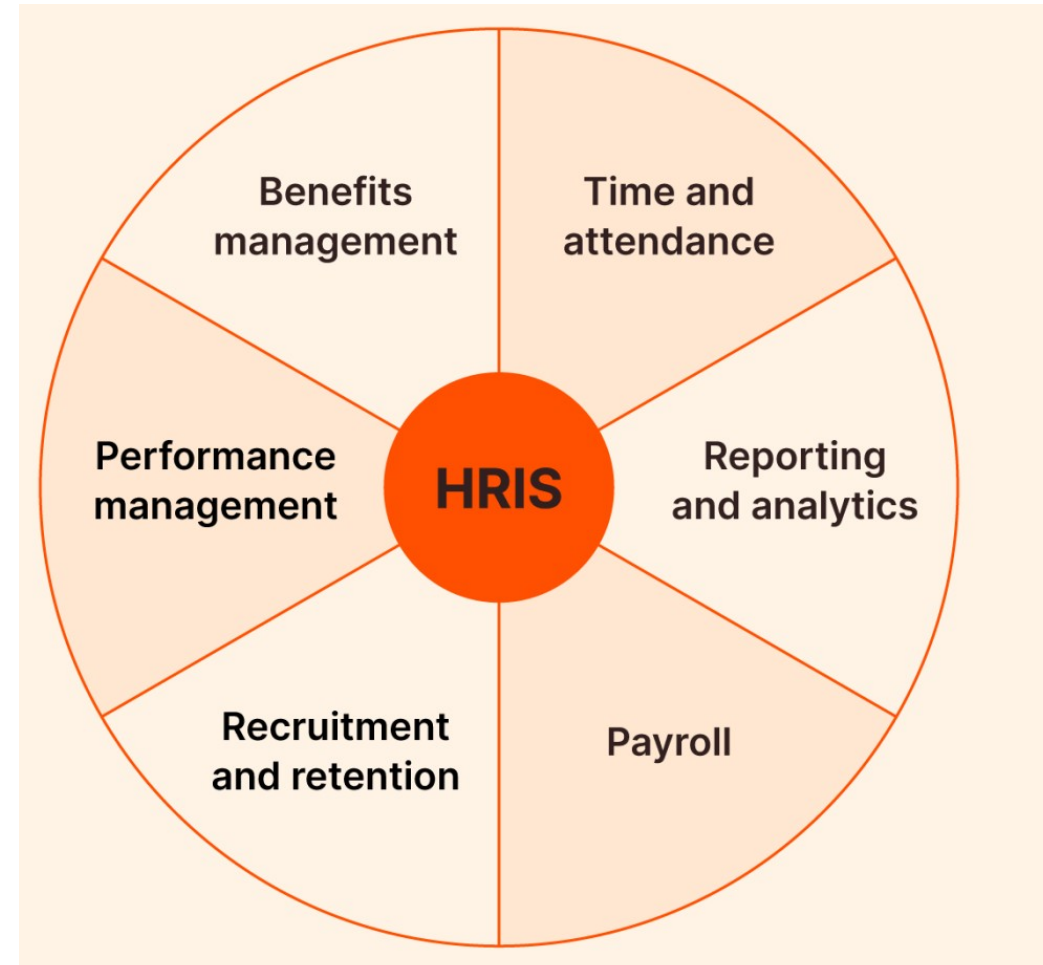 Benefits
management
Time and
attendance
Performance
management
HRIS
Reporting
and analytics
Recruitment
and retention
Payroll